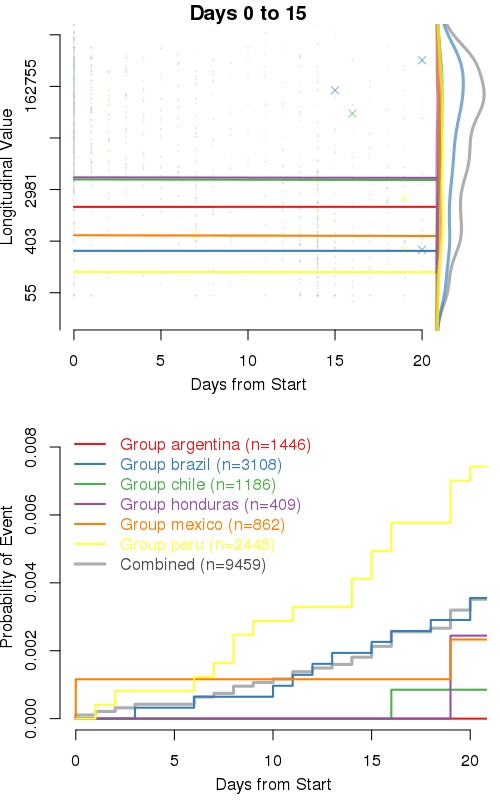 Days 0 to 15
Longitudinal Value
162755
2981
403
55
0 5 10 15 20
Days from Start
Probability of Event
0.008
0.006
0.004
0.002
0.000
Group argentina (n=1446)
Group brazil (n=3108)
Group chile (n=1186)
Group honduras (n=409)
Group mexico (n=862)
Group peru (n=2448)
Combined (n=9459)
0 5 10 15 20
Days from Start